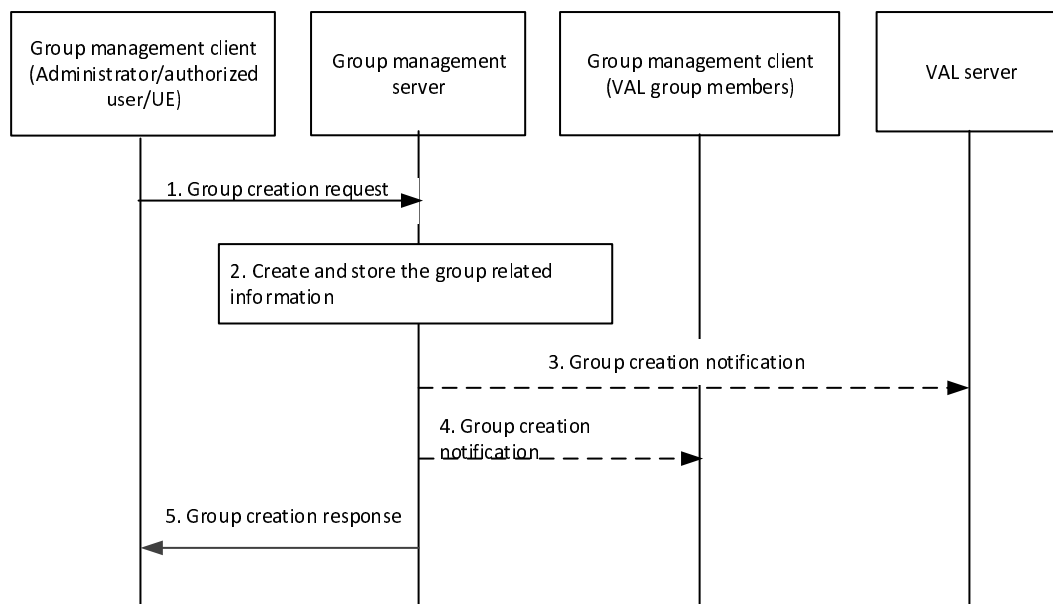 Group management client
(Administrator/authorized
user/UE)
Group management
server
Group management client
(VAL group members)
VAL server
1. Group creation request
2. Create and store the group related
information
3. Group creation notification
4. Group creation
notification
5. Group creation response